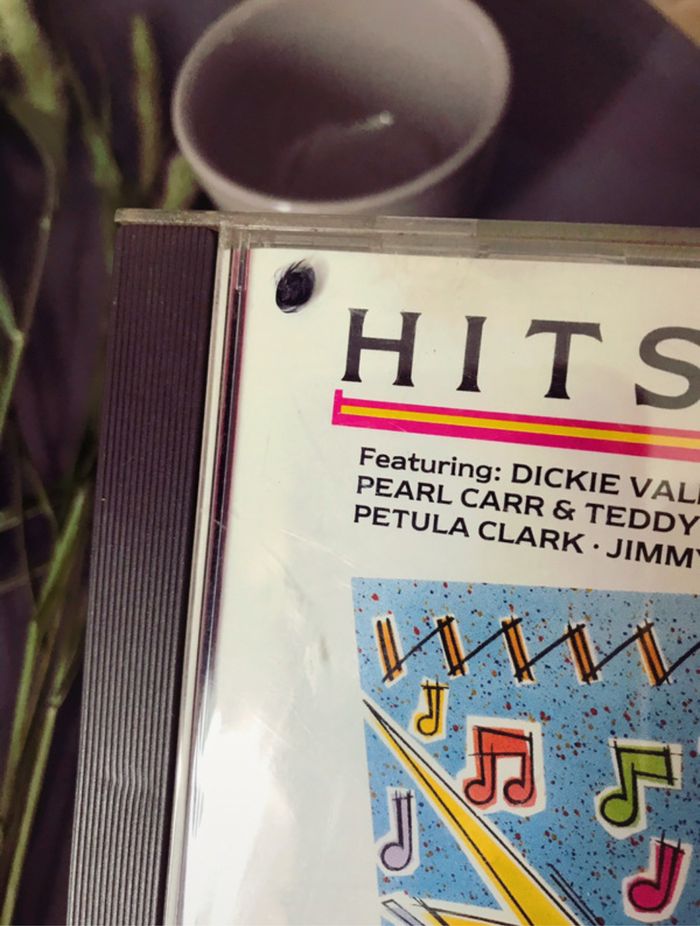 HITS
Featuring: DICKIE VAL
PEARL CARR & TEDDY
PETULA CLARK · JIMMY